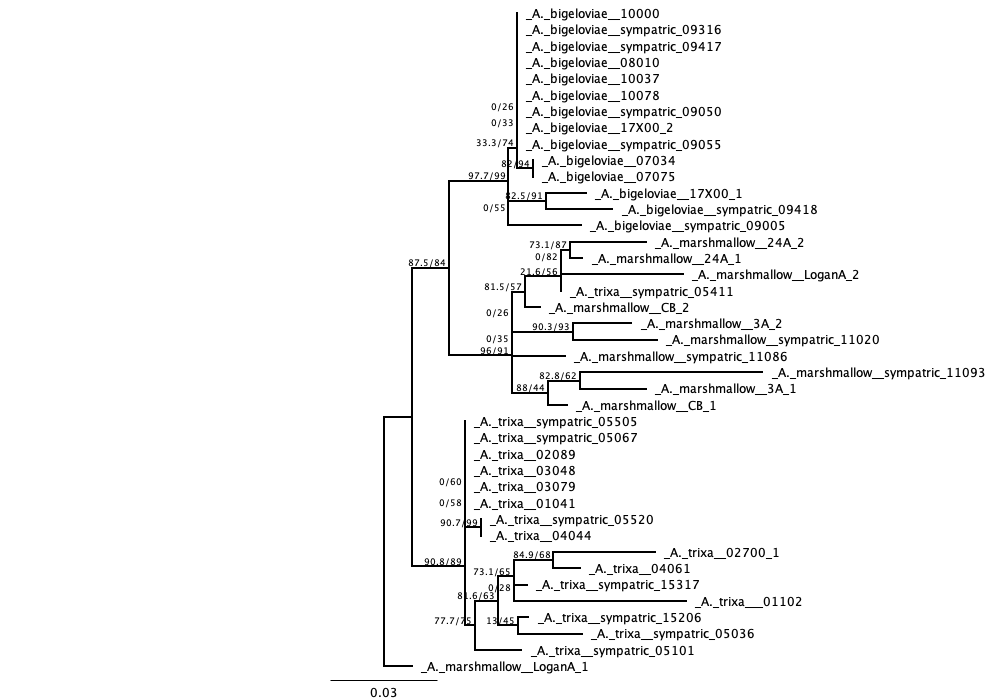 _A._bigeloviae__10000
_A._bigeloviae__sympatric_09316
_A._bigeloviae__sympatric_09417
_A._bigeloviae__08010
_A._bigeloviae__10037
_A._bigeloviae__10078
0/26
_A._bigeloviae__sympatric_09050
0/33
_A._bigeloviae__17X00_2
33.3/74
_A._bigeloviae__sympatric_09055
82/94
_A._bigeloviae__07034
97.7/99
_A._bigeloviae__07075
82.5/91
_A._bigeloviae__17X00_1
0/55
_A._bigeloviae__sympatric_09418
_A._bigeloviae__sympatric_09005
73.1/87
_A._marshmallow__24A_2
87.5/84
0/82
_A._marshmallow__24A_1
21.6/56
_A._marshmallow__LoganA_2
81.5/57
_A._trixa__sympatric_05411
0/26
_A._marshmallow__CB_2
90.3/93
_A._marshmallow__3A_2
0/35
_A._marshmallow__sympatric_11020
96/91
_A._marshmallow__sympatric_11086
82.8/62
_A._marshmallow__sympatric_11093
88/44
_A._marshmallow__3A_1
_A._marshmallow__CB_1
_A._trixa__sympatric_05505
_A._trixa__sympatric_05067
_A._trixa__02089
_A._trixa__03048
0/60
_A._trixa__03079
0/58
_A._trixa__01041
90.7/99
_A._trixa__sympatric_05520
_A._trixa__04044
90.8/89
84.9/68
_A._trixa__02700_1
73.1/65
_A._trixa__04061
0/28
_A._trixa__sympatric_15317
81.6/63
_A._trixa___01102
77.7/75
13/45
_A._trixa__sympatric_15206
_A._trixa__sympatric_05036
_A._trixa__sympatric_05101
_A._marshmallow__LoganA_1
0.03